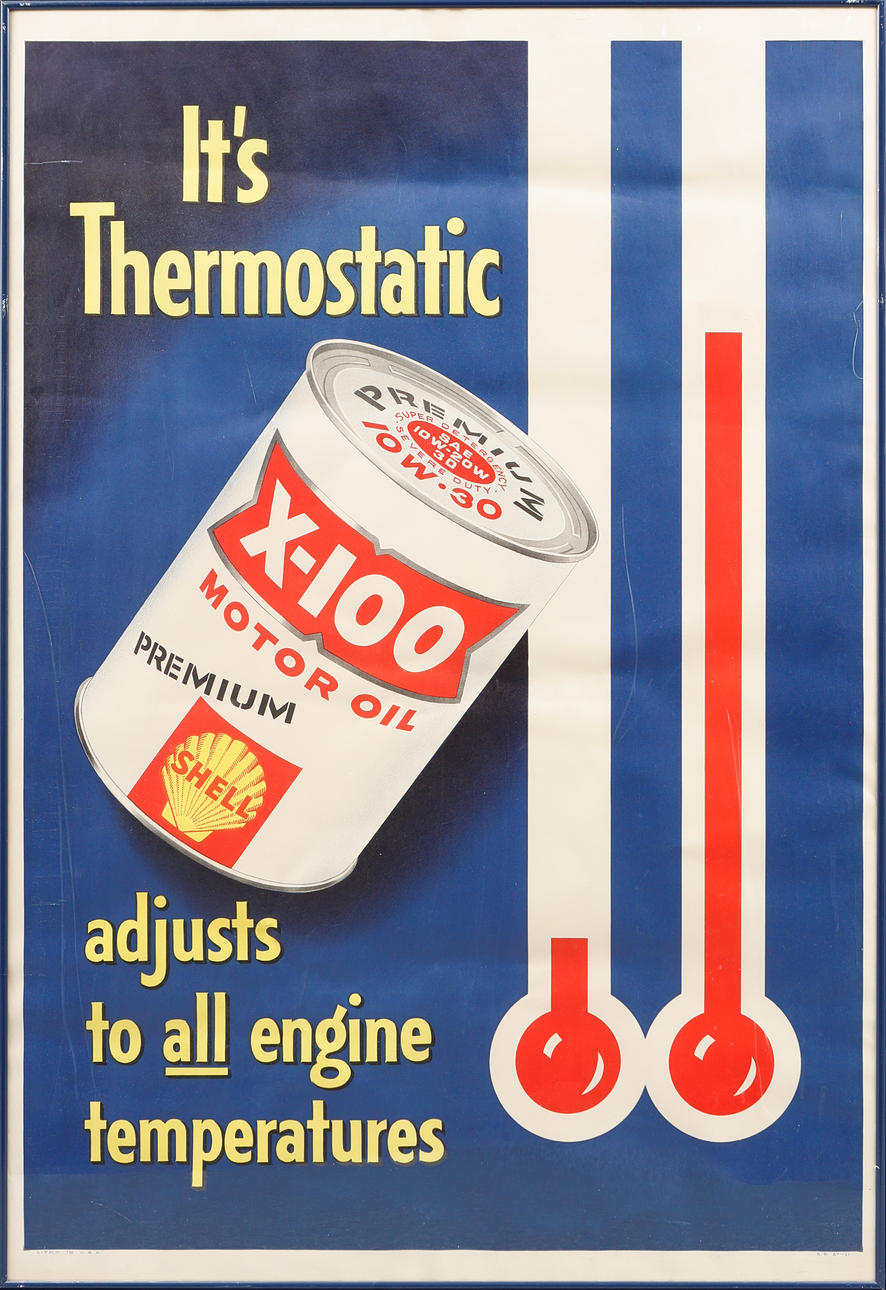 It's
Thermostatic
PREMIUM
SUPER DETERGENCY
SAE
10W·20W
30
·SEVERE DUTY·
10W·30
X-100
MOTOR OIL
PREMIUM
SHELL
adjusts
to all engine
temperatures
LITHO IN U.S.A.